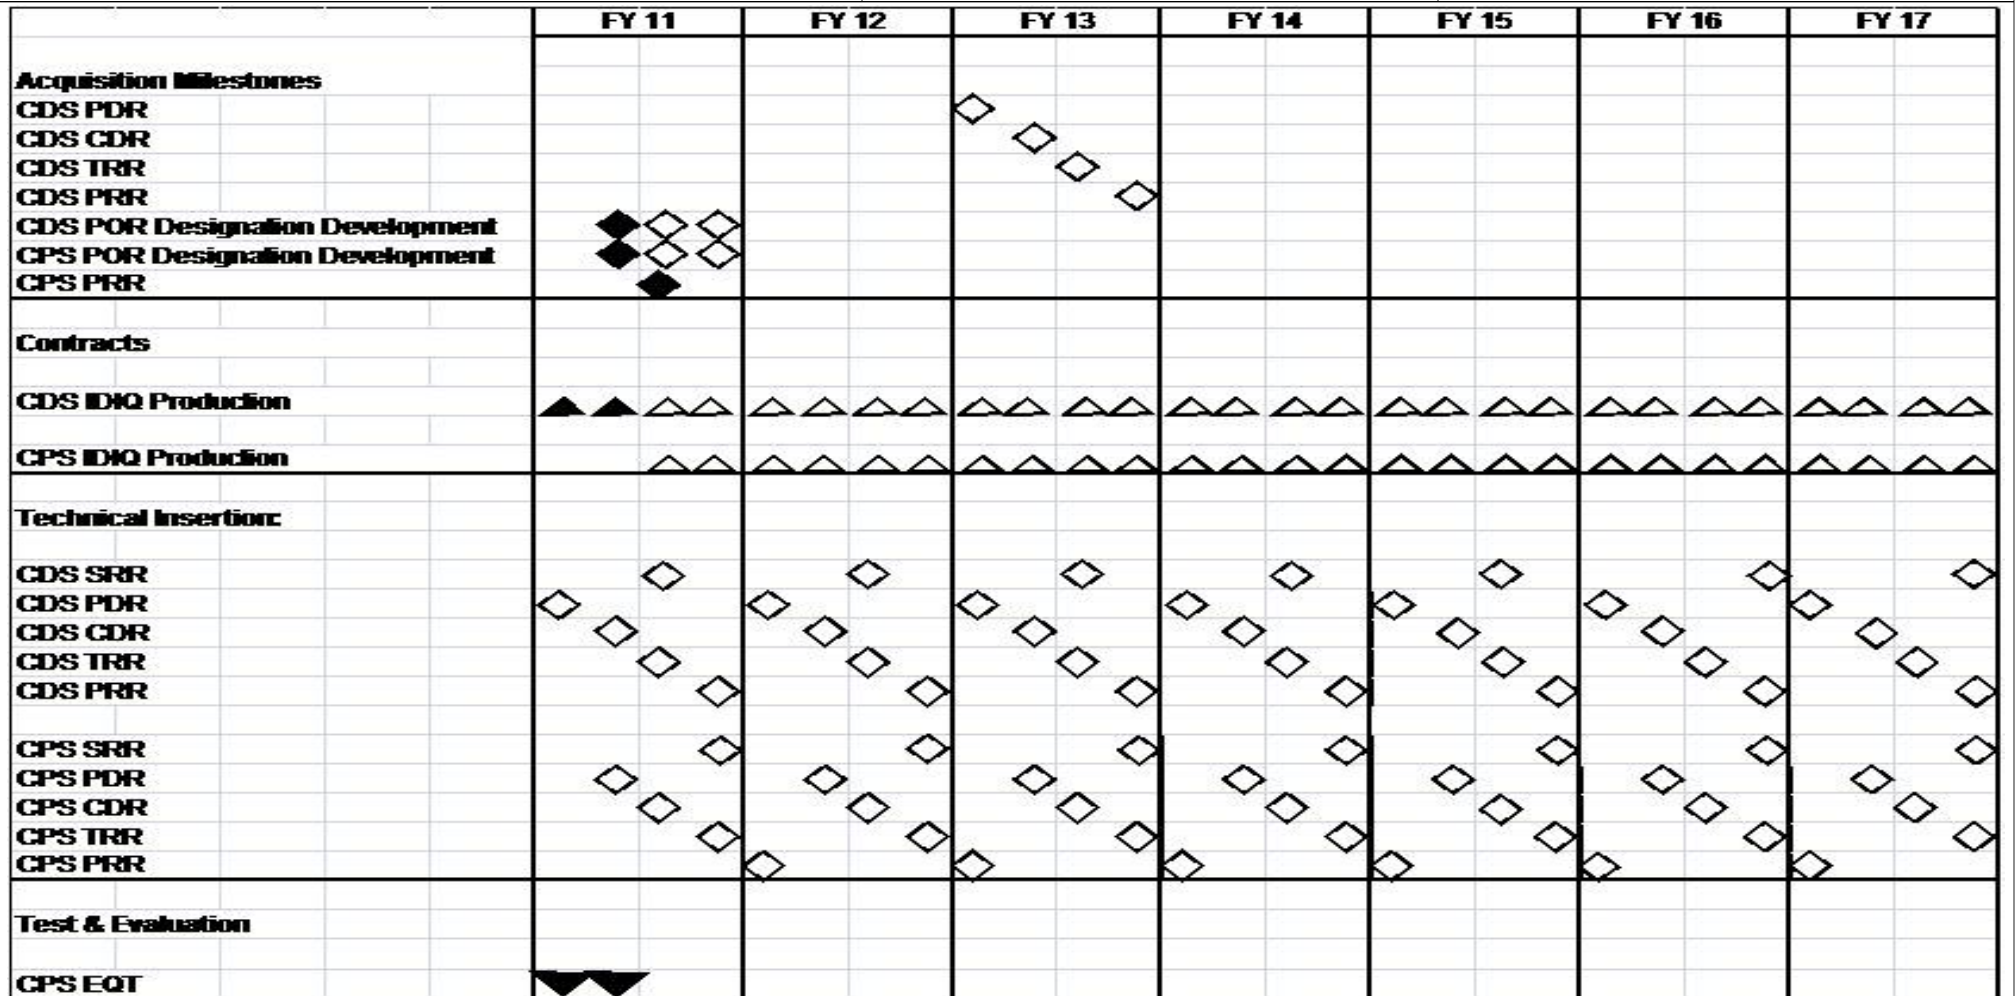 FY 11 FY 12 FY 13 FY 14 FY 15 FY 16 FY 17
Acquisition Milestones
CDS PDR
CDS CDR
CDS TRR
CDS PRR
CDS POR Designation Development
CPS POR Designation Development
CPS PRR
Contracts
CDS IDIQ Production
CPS IDIQ Production
Technical Insertion:
CDS SRR
CDS PDR
CDS CDR
CDS TRR
CDS PRR
CPS SRR
CPS PDR
CPS CDR
CPS TRR
CPS PRR
Test & Evaluation
CPS EQT